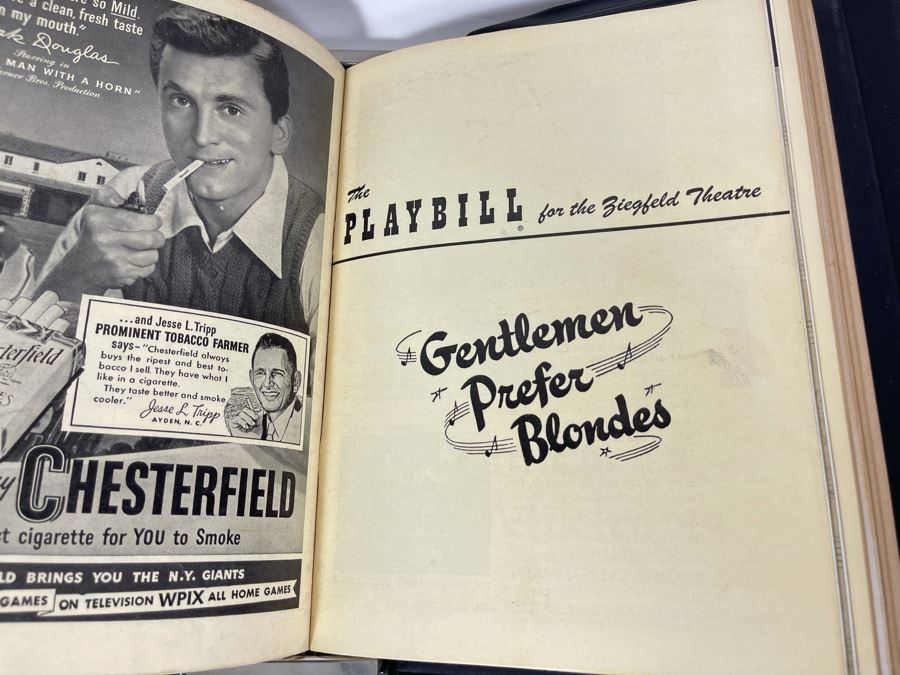 so Mild.
a clean, fresh taste
my mouth"
Douglas
Starring in
MAN WITH A HORN"
Bros. Production
...and Jesse L. Tripp
PROMINENT TOBACCO FARMER
says-"Chesterfield always
buys the ripest and best to-
bacco I sell. They have what I
like in a cigarette.
They taste better and smoke
cooler."
Jesse L. Tripp
AYDEN, N. C.
CHESTERFIELD
cigarette for YOU to Smoke
LD BRINGS YOU THE N.Y. GIANTS
GAMES ON TELEVISION WPIX ALL HOME GAMES
The
PLAYBILL® for the Ziegfeld Theatre
Gentlemen
Prefer
Blondes